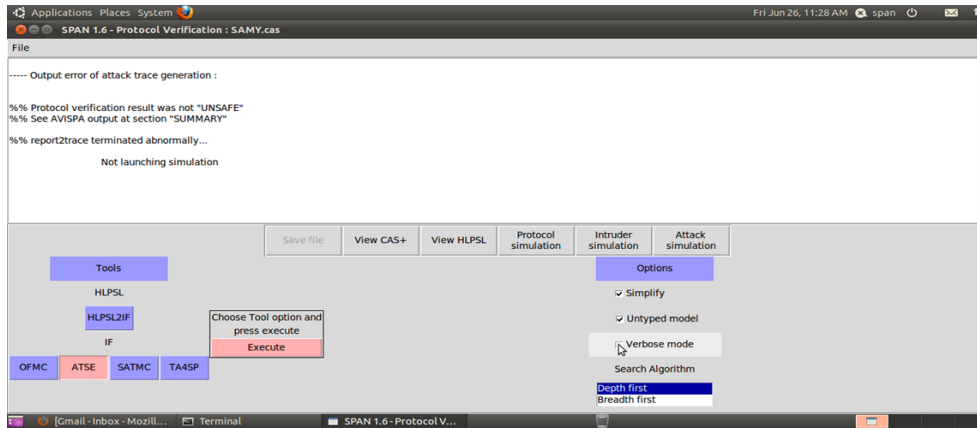 Applications Places System
Fri Jun 26, 11:28 AM span
SPAN 1.6 - Protocol Verification : SAMY.cas
File
----- Output error of attack trace generation :
%% Protocol verification result was not "UNSAFE"
%% See AVISPA output at section "SUMMARY"
%% report2trace terminated abnormally...
Not launching simulation
Save file
View CAS+
View HLPSL
Protocol
simulation
Intruder
simulation
Attack
simulation
Tools
HLPSL
HLPSL2IF
IF
OFMC
ATSE
SATMC
TA4SP
Choose Tool option and
press execute
Execute
Options
Simplify
Untyped model
Verbose mode
Search Algorithm
Depth first
Breadth first
[Gmail - Inbox - Mozill...
Terminal
SPAN 1.6 - Protocol V...